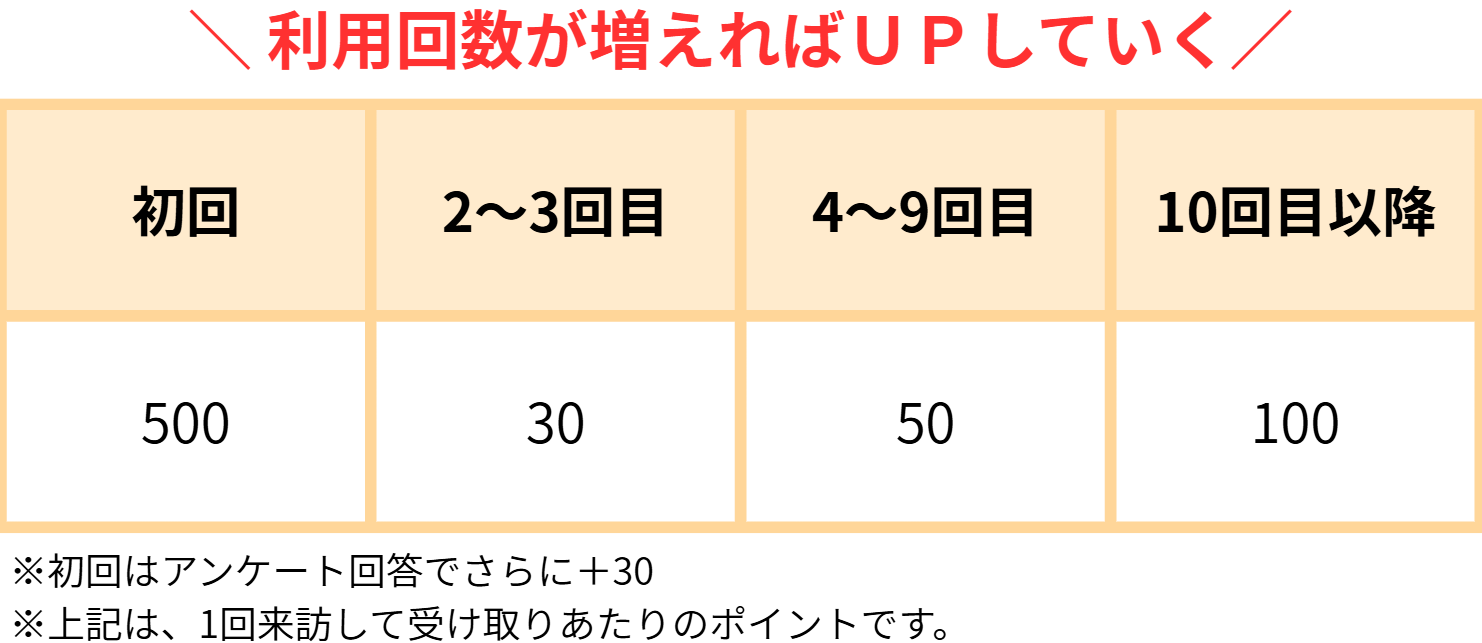 ＼ 利用回数が増えればＵＰしていく／
初回 2～3回目 4～9回目 10回目以降
500 30 50 100
※初回はアンケート回答でさらに＋30
※上記は、1回来訪して受け取りあたりのポイントです。